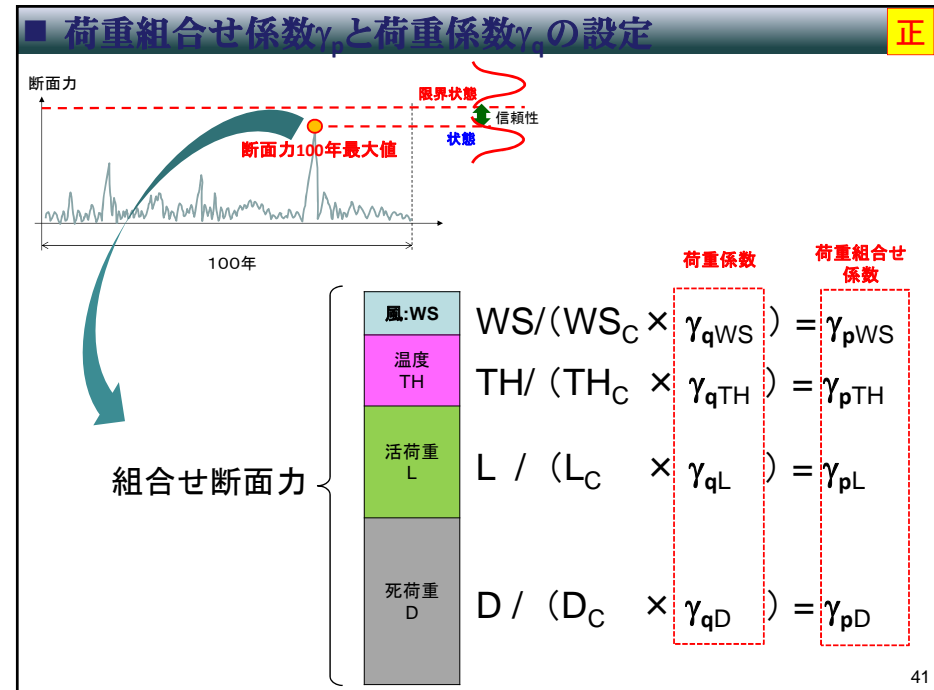 ■ 荷重組合せ係数γpと荷重係数γqの設定
正
断面力
限界状態
信頼性
状態
断面力100年最大値
100年
荷重係数
荷重組合せ
係数
組合せ断面力
風:WS
WS/(WSC × γqWS ) = γpWS
温度
TH
TH/ (THC × γqTH ) = γpTH
活荷重
L
L / (LC × γqL ) = γpL
死荷重
D
D / (DC × γqD ) = γpD
41